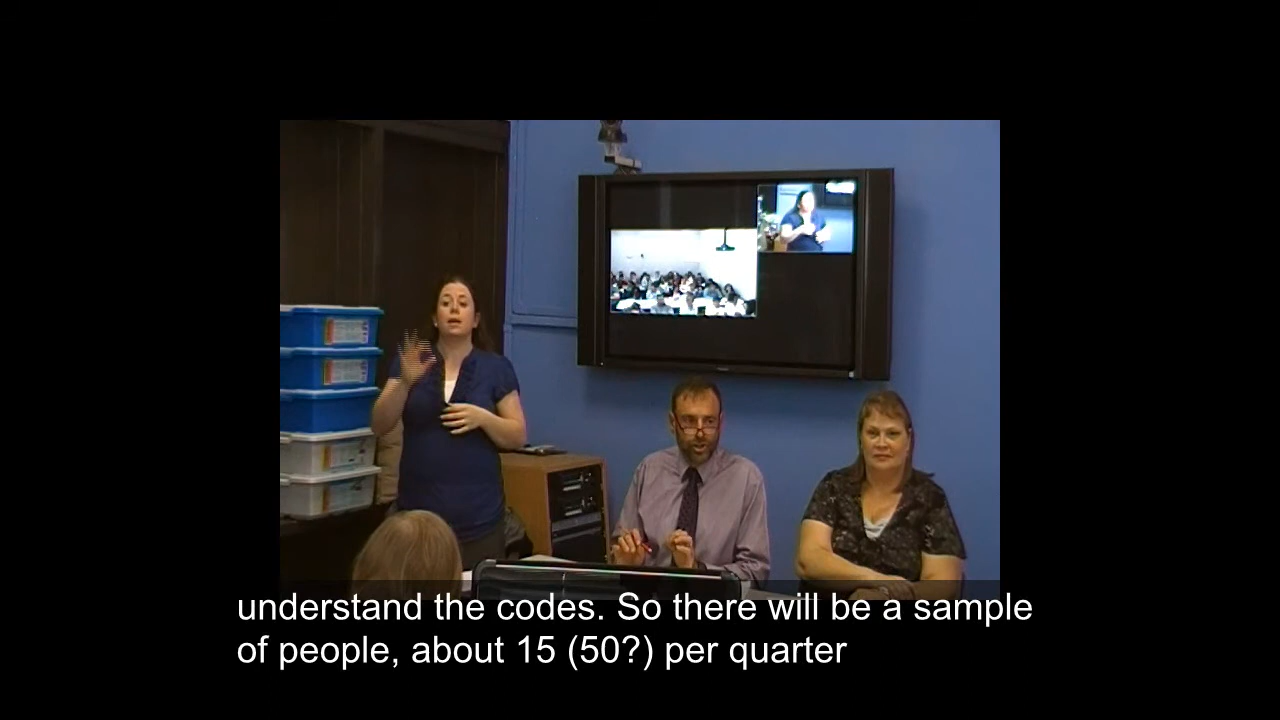 understand the codes. So there will be a sample
of people, about 15 (50?) per quarter